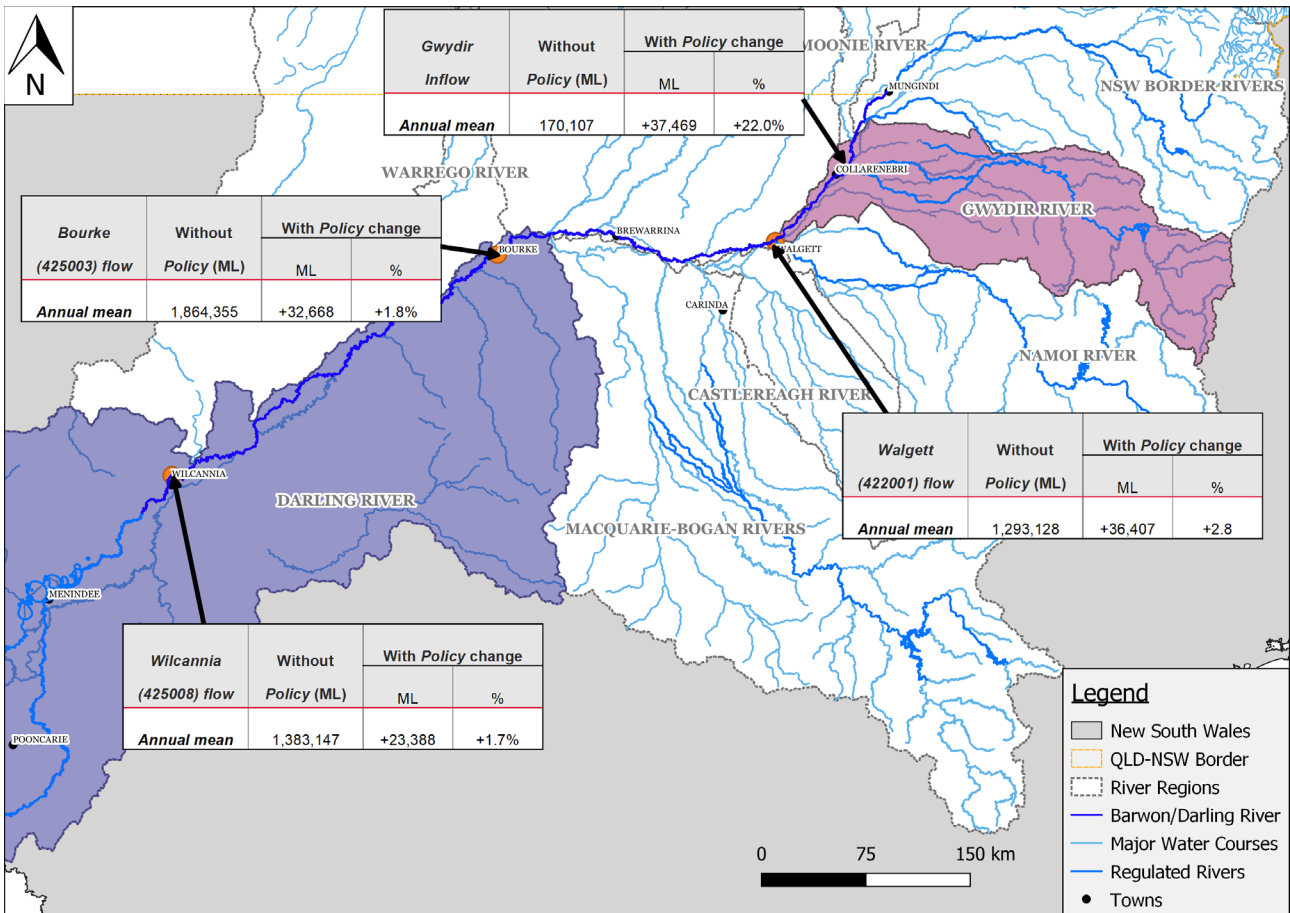 N
Gwydir
Inflow
Without
Policy (ML)
With Policy change
ML
%
Annual mean
170,107
+37,469
+22.0%
MOONIE RIVER
MUNGINDI
NSW BORDER RIVERS
WARREGO RIVER
COLLARENEBRI
GWYDIR RIVER
Bourke
(425003) flow
Without
Policy (ML)
With Policy change
ML
%
Annual mean
1,864,355
+32,668
+1.8%
BOURKE
BREWARRINA
WALGETT
CARINDA
NAMOI RIVER
CASTLEREAGH RIVER
Walgett
(422001) flow
Without
Policy (ML)
With Policy change
ML
%
Annual mean
1,293,128
+36,407
+2.8
WILCANNIA
DARLING RIVER
MACQUARIE-BOGAN RIVERS
MENINDEE
Wilcannia
(425008) flow
Without
Policy (ML)
With Policy change
ML
%
Annual mean
1,383,147
+23,388
+1.7%
POONCARIE
0 75 150 km
Legend
New South Wales
QLD-NSW Border
River Regions
Barwon/Darling River
Major Water Courses
Regulated Rivers
Towns